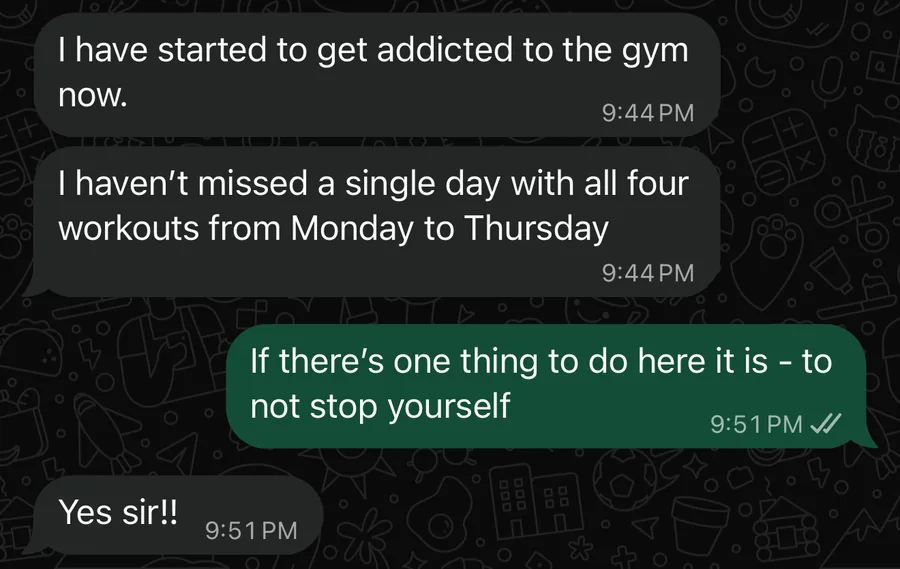 I have started to get addicted to the gym
now.
9:44 PM
I haven’t missed a single day with all four
workouts from Monday to Thursday
9:44 PM
If there’s one thing to do here it is - to
not stop yourself
9:51 PM
Yes sir!!
9:51 PM